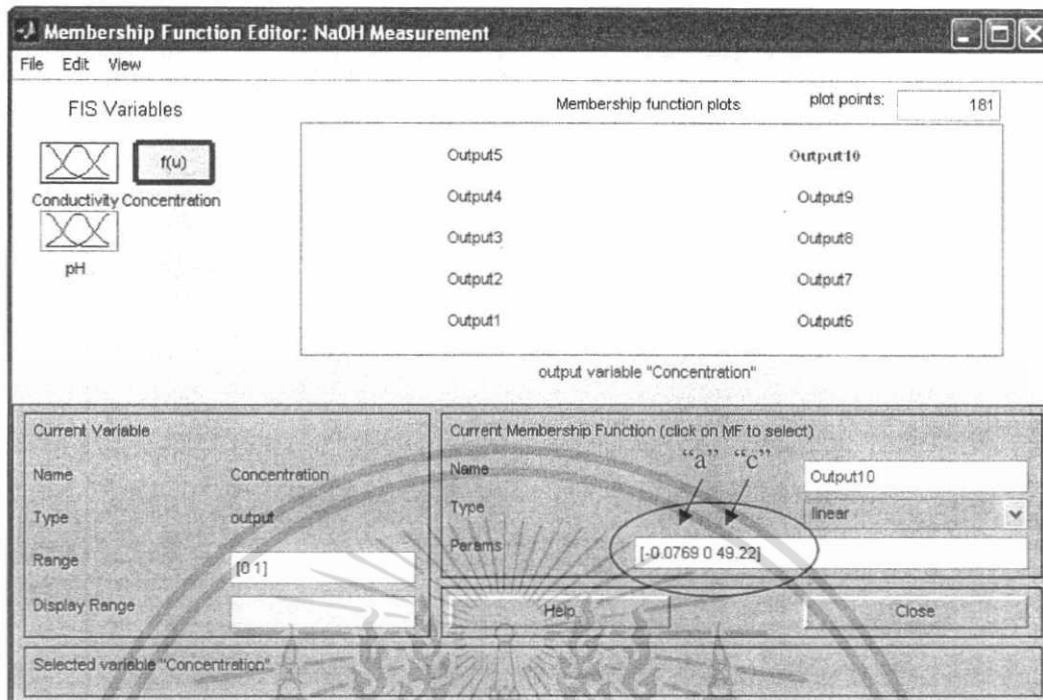 Membership Function Editor: NaOH Measurement
File Edit View
FIS Variables
Membership function plots
plot points:
181
f(u)
Conductivity Concentration
pH
Output5
Output4
Output3
Output2
Output1
Output10
Output9
Output8
Output7
Output6
output variable "Concentration"
Current Variable
Name Concentration
Type output
Range [0 1]
Display Range
Current Membership Function (click on MF to select)
"a" "c"
Name Output10
Type linear
Params [-0.0769 0 49.22]
Help Close
Selected variable "Concentration"